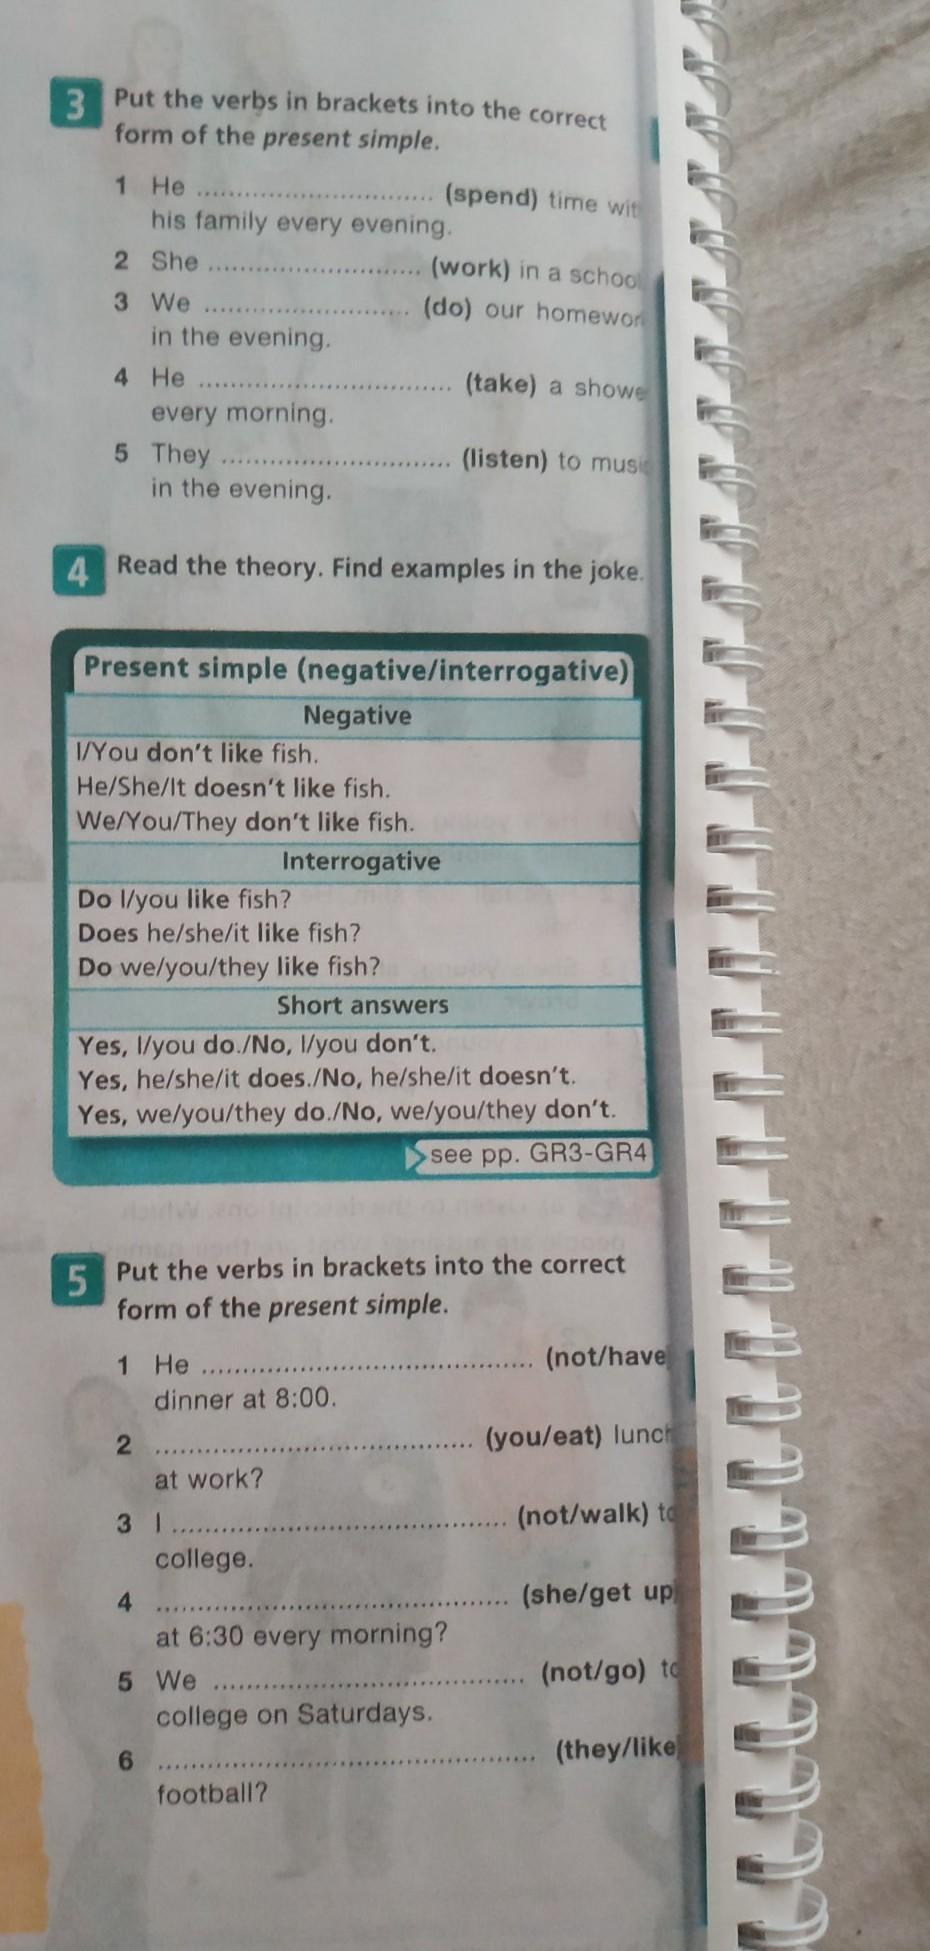 3 Put the verbs in brackets into the correct
form of the present simple.
1 He .............................. (spend) time wit
his family every evening.
2 She ........................... (work) in a school
3 We .......................... (do) our homewor
in the evening.
4 He ................................ (take) a showe
every morning.
5 They ............................. (listen) to music
in the evening.
4 Read the theory. Find examples in the joke.
Present simple (negative/interrogative)
Negative
I/You don't like fish.
He/She/It doesn't like fish.
We/You/They don't like fish.
Interrogative
Do I/you like fish?
Does he/she/it like fish?
Do we/you/they like fish?
Short answers
Yes, I/you do./No, I/you don't.
Yes, he/she/it does./No, he/she/it doesn't.
Yes, we/you/they do./No, we/you/they don't.
see pp. GR3-GR4
5 Put the verbs in brackets into the correct
form of the present simple.
1 He .......................................... (not/have
dinner at 8:00.
2 ........................................ (you/eat) lunch
at work?
3 I .......................................... (not/walk) to
college.
4 ............................................ (she/get up)
at 6:30 every morning?
5 We ....................................... (not/go) to
college on Saturdays.
6 ............................................... (they/like)
football?